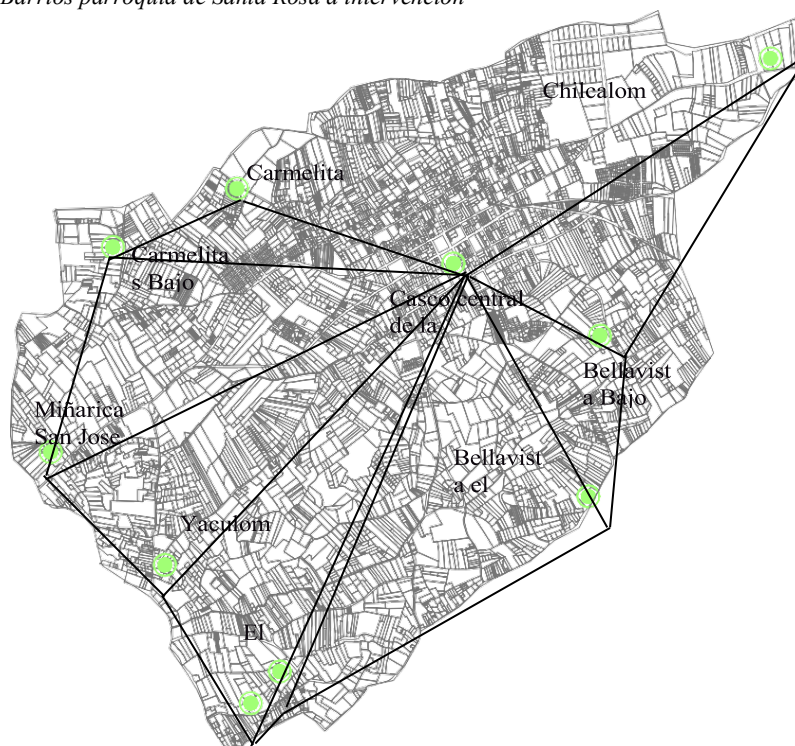 Barrios parroquia de Santa Rosa a intervención
Chilcalom
Carmelita
Carmelita
s Bajo
Casco central
de la
Bellavist
a Bajo
Miñarica
San Jose
Bellavist
a el
Yaculom
El